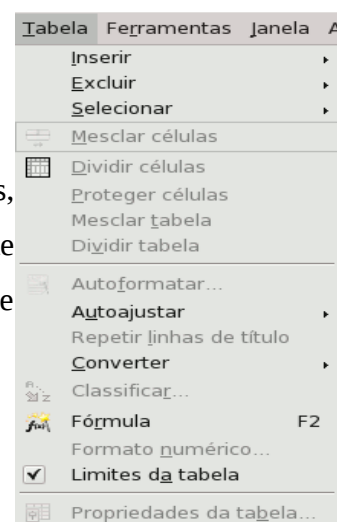 Tabela Ferramentas Janela A
Inserir
Excluir
Selecionar
Mesclar células
Dividir células
s,
Proteger células
Mesclar tabela
e
Dividir tabela
Autoformatar...
e
Autoajustar
Repetir linhas de título
Converter
Classificar...
Fórmula F2
Formato numérico...
Limites da tabela
Propriedades da tabela...